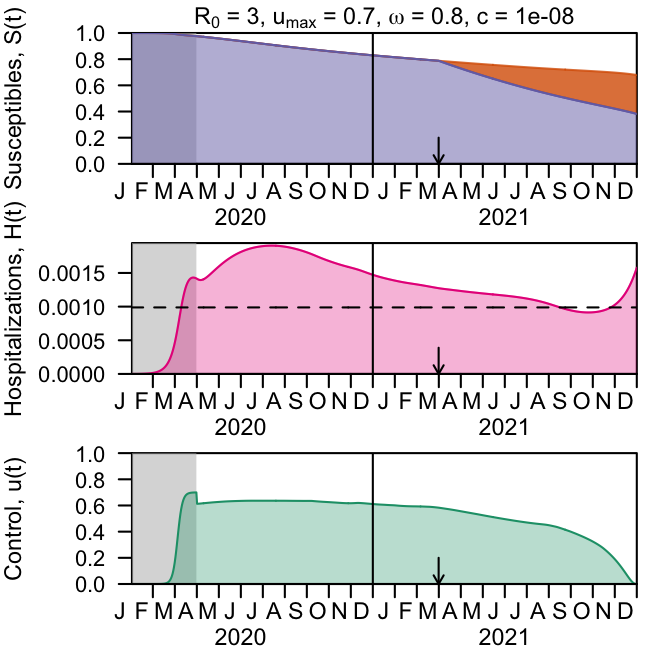 R₀ = 3, uₘₐₓ = 0.7, ω = 0.8, c = 1e-08
Susceptibles, S(t)
1.0
0.8
0.6
0.4
0.2
0.0
J F M A M J J A S O N D J F M A M J J A S O N D
2020 2021
Hospitalizations, H(t)
0.0015
0.0010
0.0005
0.0000
J F M A M J J A S O N D J F M A M J J A S O N D
2020 2021
Control, u(t)
1.0
0.8
0.6
0.4
0.2
0.0
J F M A M J J A S O N D J F M A M J J A S O N D
2020 2021